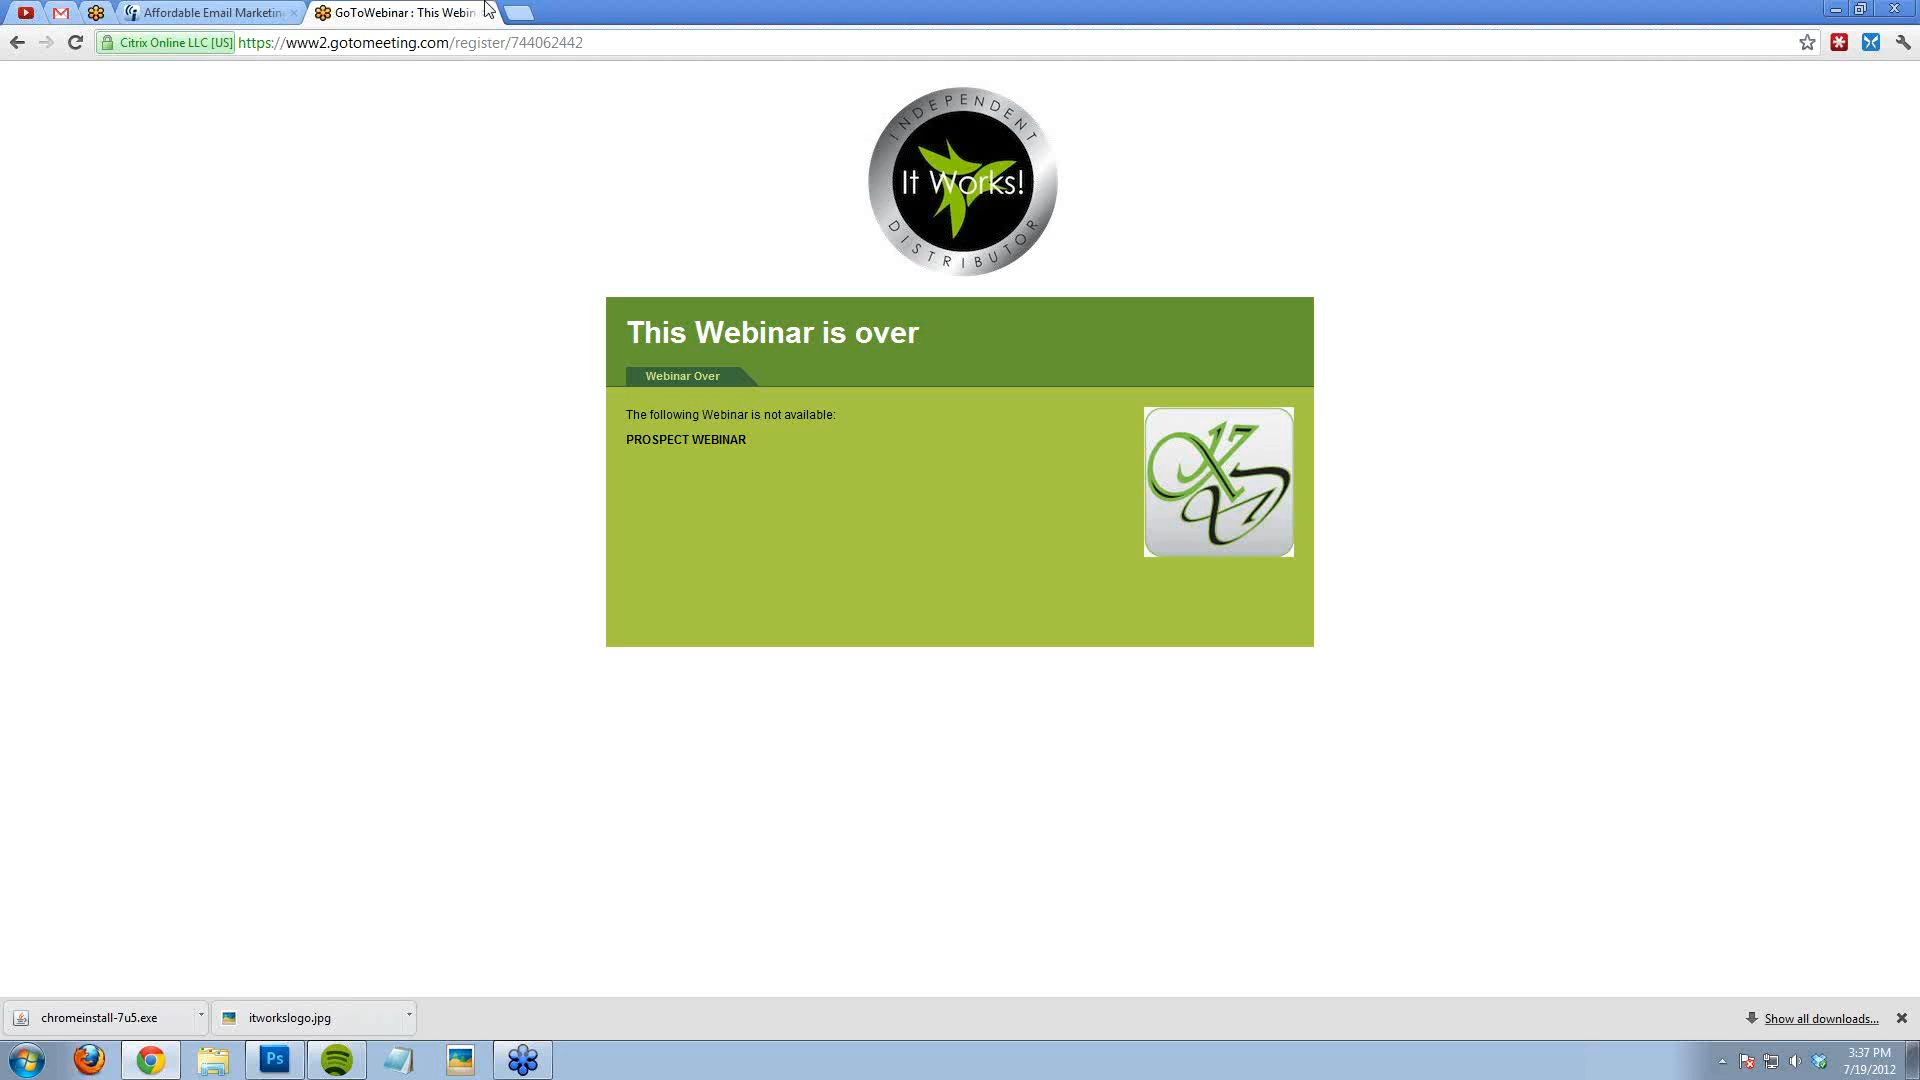 Affordable Email Marketin
GoToWebinar : This Webin
Citrix Online LLC [US]
https://www2.gotomeeting.com/register/744062442
INDEPENDENT
It Works!
DISTRIBUTOR
This Webinar is over
Webinar Over
The following Webinar is not available:
PROSPECT WEBINAR
chromeinstall-7u5.exe
itworkslogo.jpg
Show all downloads...
Ps
3:37 PM
7/19/2012